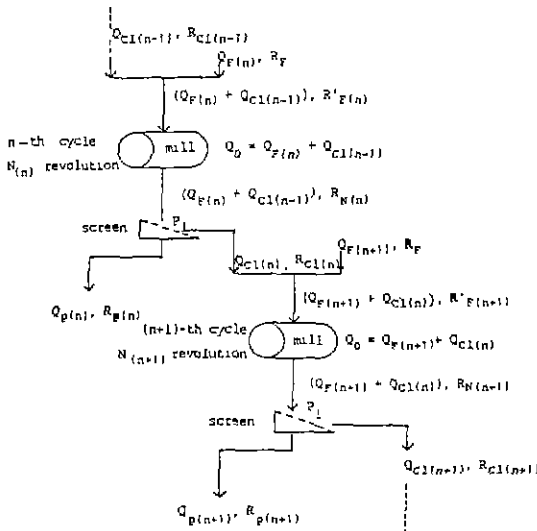 Q_Cl(n-1), R_Cl(n-1)
Q_F(n), R_F
(Q_F(n) + Q_Cl(n-1)), R'_F(n)
n-th cycle
N_(n) revolution
mill
Q_0 = Q_F(n) + Q_Cl(n-1)
(Q_F(n) + Q_Cl(n-1)), R_N(n)
screen
P_i
Q_Cl(n), R_Cl(n)
Q_F(n+1), R_F
Q_p(n), R_p(n)
(Q_F(n+1) + Q_Cl(n)), R'_F(n+1)
(n+1)-th cycle
N_(n+1) revolution
mill
Q_0 = Q_F(n+1) + Q_Cl(n)
(Q_F(n+1) + Q_Cl(n)), R_N(n+1)
screen
P_i
Q_Cl(n+1), R_Cl(n+1)
Q_p(n+1), R_p(n+1)